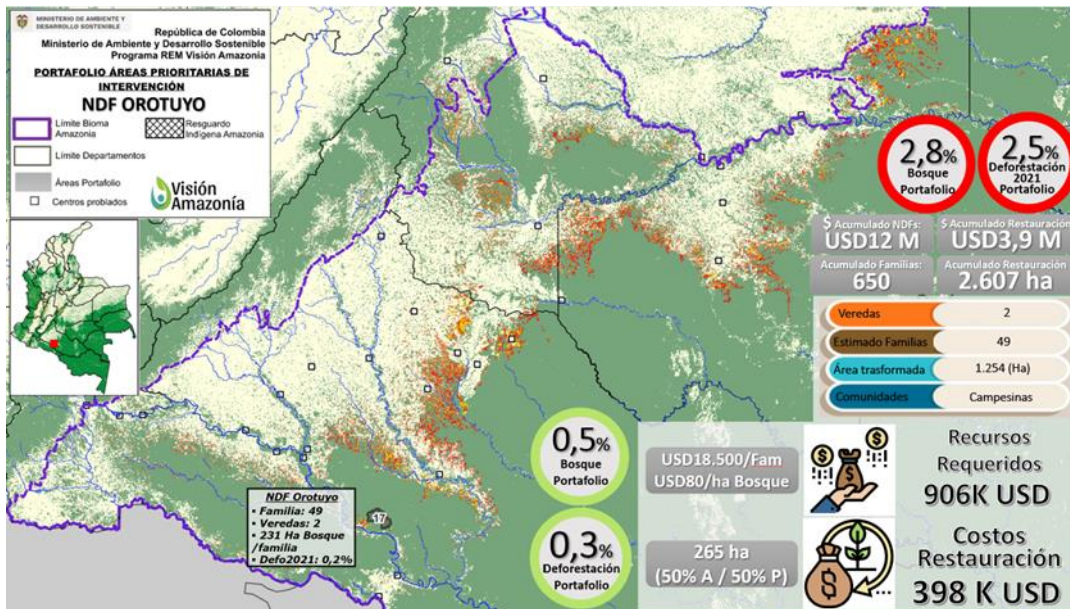 MINISTERIO DE AMBIENTE Y
DESARROLLO SOSTENIBLE
República de Colombia
Ministerio de Ambiente y Desarrollo Sostenible
Programa REM Visión Amazonia
PORTAFOLIO ÁREAS PRIORITARIAS DE
INTERVENCIÓN
NDF OROTUYO
Límite Bioma
Amazonia
Resguardo
Indígena Amazonia
Límite Departamentos
Áreas Portafolio
Centros problados
Visión
Amazonía
2,8%
Bosque
Portafolio
2,5%
Deforestación
2021
Portafolio
$ Acumulado NDFs:
USD12 M
$ Acumulado Restauración
USD3,9 M
Acumulado Familias:
650
Acumulado Restauración
2.607 ha
Veredas 2
Estimado Familias 49
Área trasformada 1.254 (Ha)
Comunidades Campesinas
0,5%
Bosque
Portafolio
USD18.500/Fam
USD80/ha Bosque
Recursos
Requeridos
906K USD
0,3%
Deforestación
Portafolio
265 ha
(50% A / 50% P)
Costos
Restauración
398 K USD
NDF Orotuyo
• Familia: 49
• Veredas: 2
• 231 Ha Bosque
/familia
• Defo2021: 0,2%
17